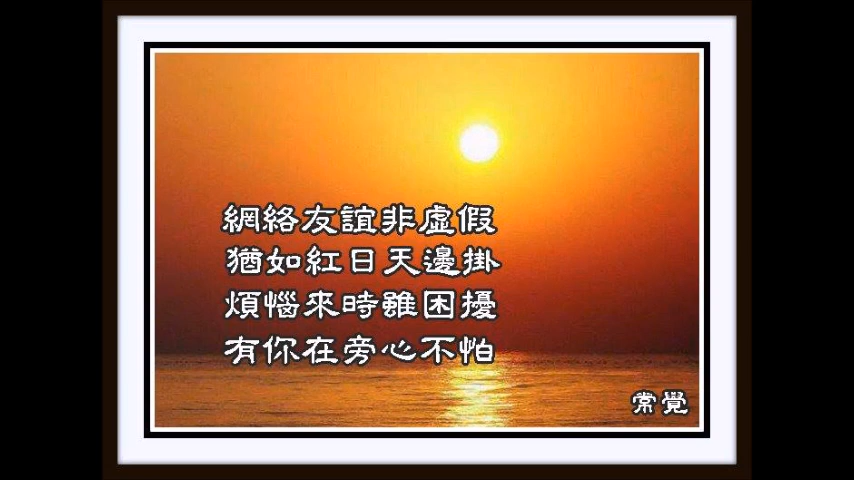 網絡友誼非虛假
猶如紅日天邊掛
煩惱來時雖困擾
有你在旁心不怕
常覺